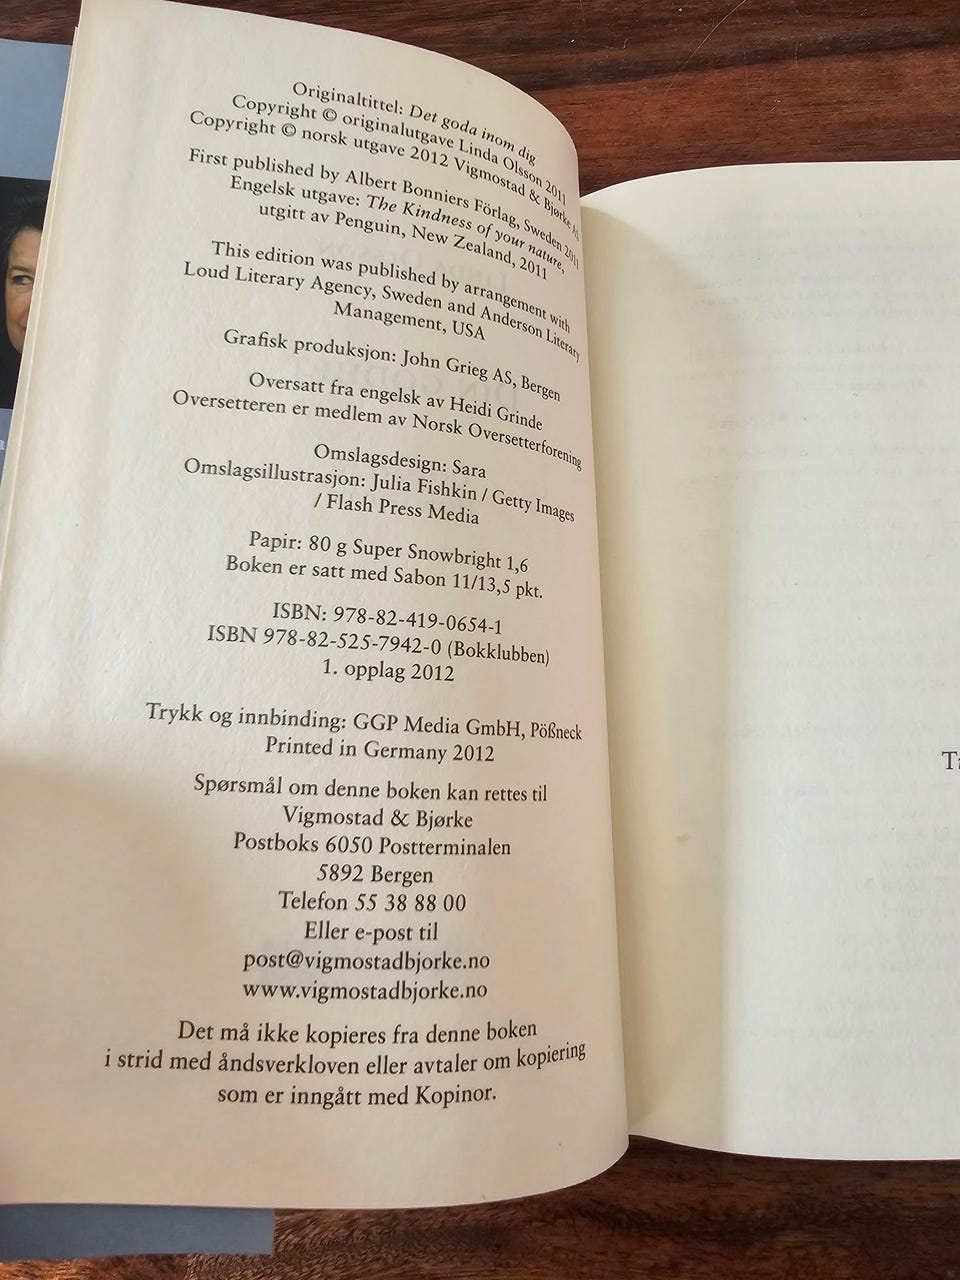 Originaltittel: Det goda inom dig
Copyright © originalutgave Linda Olsson 2011
Copyright © norsk utgave 2012 Vigmostad & Bjørke AS
First published by Albert Bonniers Förlag, Sweden 2011
Engelsk utgave: The Kindness of your nature,
utgitt av Penguin, New Zealand, 2011
This edition was published by arrangement with
Loud Literary Agency, Sweden and Anderson Literary
Management, USA
Grafisk produksjon: John Grieg AS, Bergen
Oversatt fra engelsk av Heidi Grinde
Oversetteren er medlem av Norsk Oversetterforening
Omslagsdesign: Sara
Omslagsillustrasjon: Julia Fishkin / Getty Images
/ Flash Press Media
Papir: 80 g Super Snowbright 1,6
Boken er satt med Sabon 11/13,5 pkt.
ISBN: 978-82-419-0654-1
ISBN 978-82-525-7942-0 (Bokklubben)
1. opplag 2012
Trykk og innbinding: GGP Media GmbH, Pößneck
Printed in Germany 2012
Spørsmål om denne boken kan rettes til
Vigmostad & Bjørke
Postboks 6050 Postterminalen
5892 Bergen
Telefon 55 38 88 00
Eller e-post til
post@vigmostadbjorke.no
www.vigmostadbjorke.no
Det må ikke kopieres fra denne boken
i strid med åndsverkloven eller avtaler om kopiering
som er inngått med Kopinor.